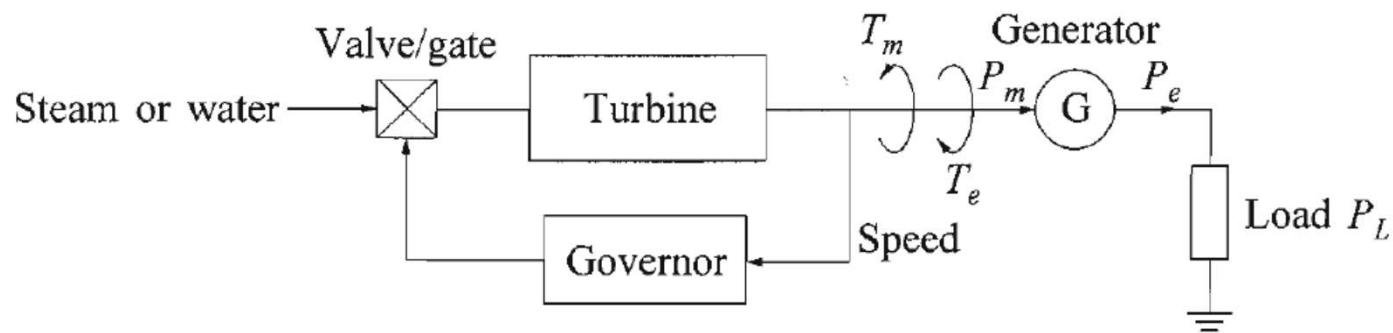 Valve/gate
T_m
Generator
Steam or water
Turbine
P_m
G
P_e
T_e
Load P_L
Governor
Speed